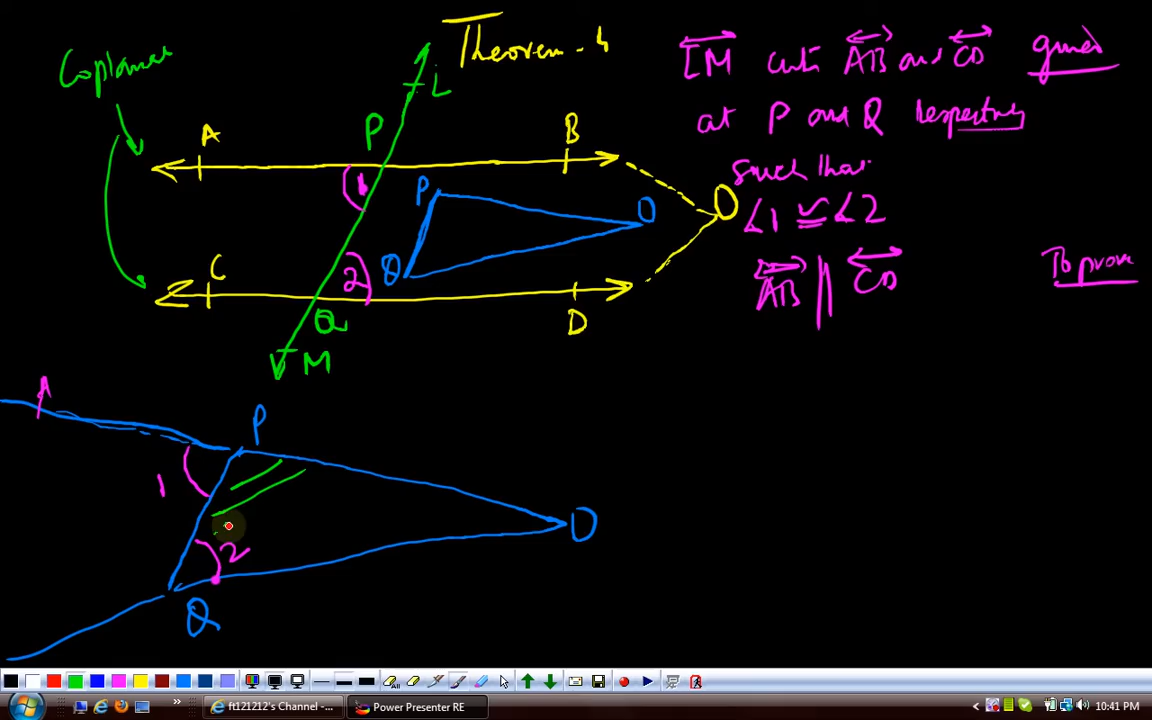 Theorem - 4
Coplanar
L
LM cuts AB and CD given
at P and Q respectively
such that
∠1 ≅ ∠2
AB || CD To prove
A
P
B
1
P
O
O
C
2
Q
Q
D
M
A
P
1
2
O
Q
ft121212's Channel -...
Power Presenter RE
10:41 PM